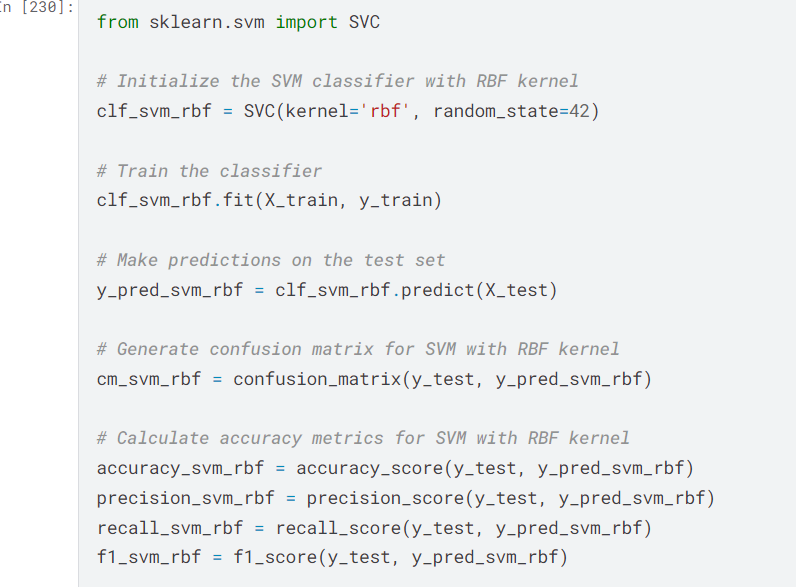 In [230]:
from sklearn.svm import SVC
# Initialize the SVM classifier with RBF kernel
clf_svm_rbf = SVC(kernel='rbf', random_state=42)
# Train the classifier
clf_svm_rbf.fit(X_train, y_train)
# Make predictions on the test set
y_pred_svm_rbf = clf_svm_rbf.predict(X_test)
# Generate confusion matrix for SVM with RBF kernel
cm_svm_rbf = confusion_matrix(y_test, y_pred_svm_rbf)
# Calculate accuracy metrics for SVM with RBF kernel
accuracy_svm_rbf = accuracy_score(y_test, y_pred_svm_rbf)
precision_svm_rbf = precision_score(y_test, y_pred_svm_rbf)
recall_svm_rbf = recall_score(y_test, y_pred_svm_rbf)
f1_svm_rbf = f1_score(y_test, y_pred_svm_rbf)